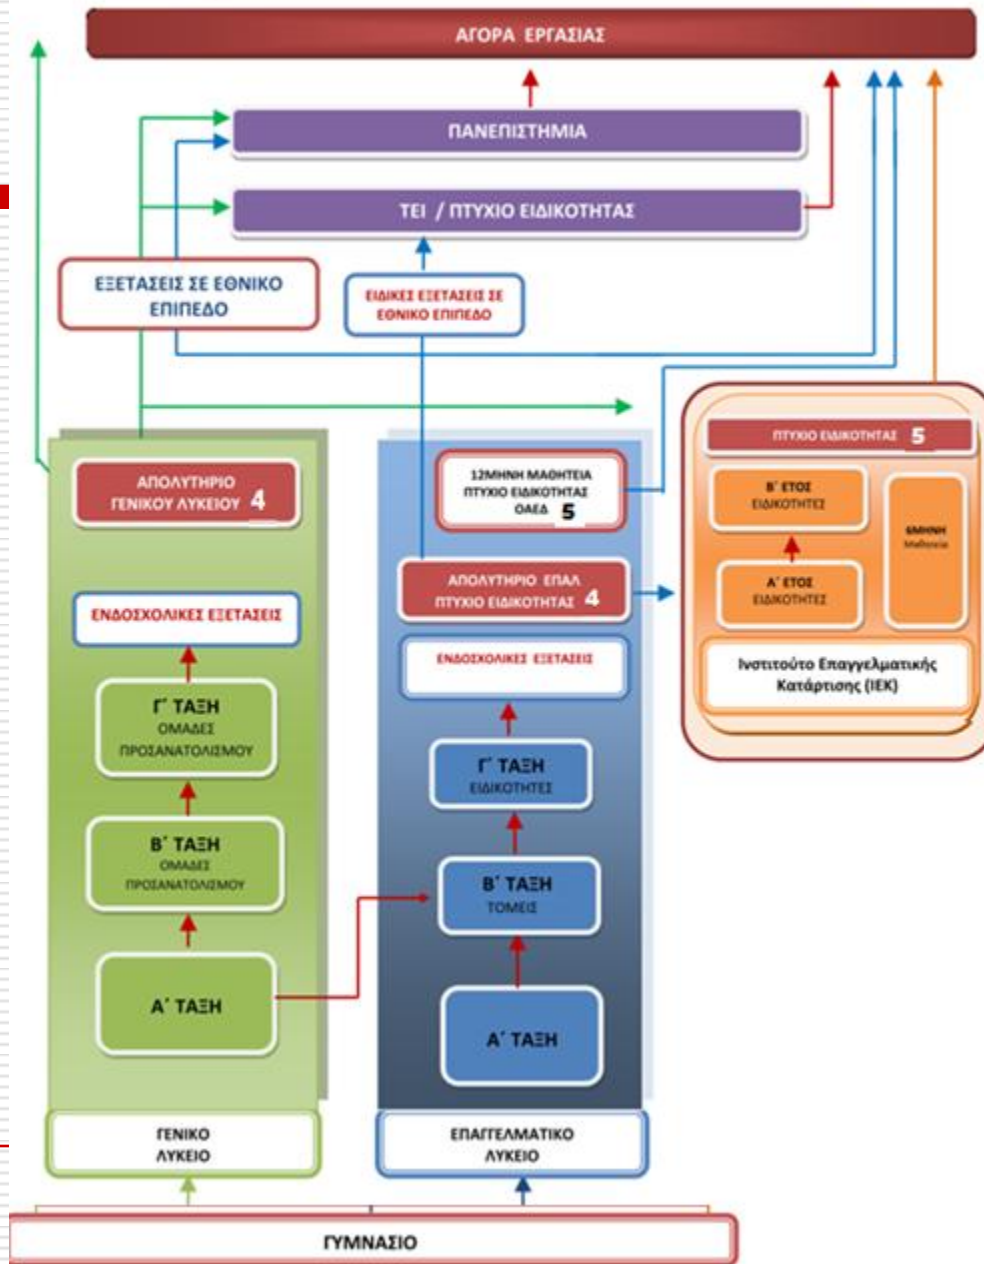 ΑΓΟΡΑ ΕΡΓΑΣΙΑΣ
ΠΑΝΕΠΙΣΤΗΜΙΑ
ΤΕΙ / ΠΤΥΧΙΟ ΕΙΔΙΚΟΤΗΤΑΣ
ΕΞΕΤΑΣΕΙΣ ΣΕ ΕΘΝΙΚΟ
ΕΠΙΠΕΔΟ
ΕΙΔΙΚΕΣ ΕΞΕΤΑΣΕΙΣ ΣΕ
ΕΘΝΙΚΟ ΕΠΙΠΕΔΟ
ΑΠΟΛΥΤΗΡΙΟ
ΓΕΝΙΚΟΥ ΛΥΚΕΙΟΥ 4
ΕΝΔΟΣΧΟΛΙΚΕΣ ΕΞΕΤΑΣΕΙΣ
Γ΄ ΤΑΞΗ
ΟΜΑΔΕΣ
ΠΡΟΣΑΝΑΤΟΛΙΣΜΟΥ
Β΄ ΤΑΞΗ
ΟΜΑΔΕΣ
ΠΡΟΣΑΝΑΤΟΛΙΣΜΟΥ
Α΄ ΤΑΞΗ
ΓΕΝΙΚΟ
ΛΥΚΕΙΟ
12ΜΗΝΗ ΜΑΘΗΤΕΙΑ
ΠΤΥΧΙΟ ΕΙΔΙΚΟΤΗΤΑΣ
ΟΑΕΔ 5
ΑΠΟΛΥΤΗΡΙΟ ΕΠΑΛ
ΠΤΥΧΙΟ ΕΙΔΙΚΟΤΗΤΑΣ 4
ΕΝΔΟΣΧΟΛΙΚΕΣ ΕΞΕΤΑΣΕΙΣ
Γ΄ ΤΑΞΗ
ΕΙΔΙΚΟΤΗΤΕΣ
Β΄ ΤΑΞΗ
ΤΟΜΕΙΣ
Α΄ ΤΑΞΗ
ΕΠΑΓΓΕΛΜΑΤΙΚΟ
ΛΥΚΕΙΟ
ΠΤΥΧΙΟ ΕΙΔΙΚΟΤΗΤΑΣ 5
Β΄ ΕΤΟΣ
ΕΙΔΙΚΟΤΗΤΕΣ
Α΄ ΕΤΟΣ
ΕΙΔΙΚΟΤΗΤΕΣ
6ΜΗΝΗ
Μαθητεία
Ινστιτούτο Επαγγελματικής
Κατάρτισης (ΙΕΚ)
ΓΥΜΝΑΣΙΟ